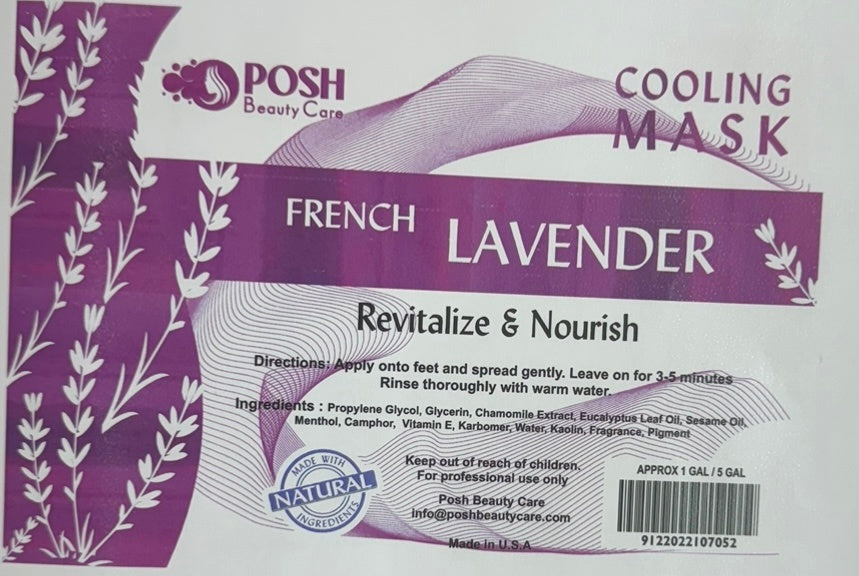 POSH
Beauty Care
COOLING
MASK
FRENCH LAVENDER
Revitalize & Nourish
Directions: Apply onto feet and spread gently. Leave on for 3-5 minutes
Rinse thoroughly with warm water.
Ingredients : Propylene Glycol, Glycerin, Chamomile Extract, Eucalyptus Leaf Oil, Sesame Oil,
Menthol, Camphor, Vitamin E, Karbomer, Water, Kaolin, Fragrance, Pigment
MADE WITH
NATURAL
INGREDIENTS
Keep out of reach of children.
For professional use only
Posh Beauty Care
info@poshbeautycare.com
Made in U.S.A
APPROX 1 GAL / 5 GAL
9122022107052